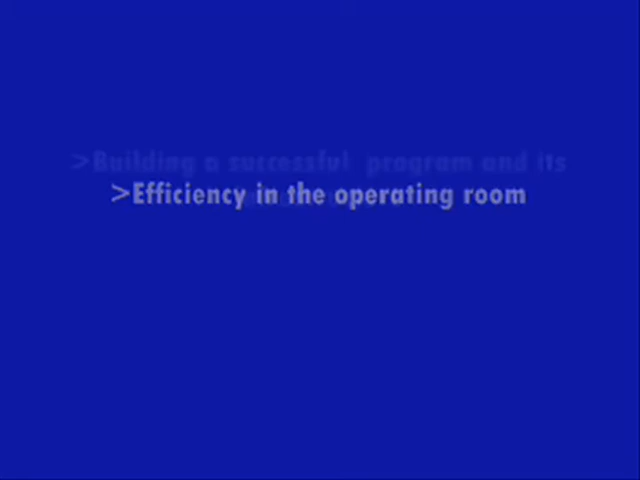 >Building a successful program and its
>Efficiency in the operating room